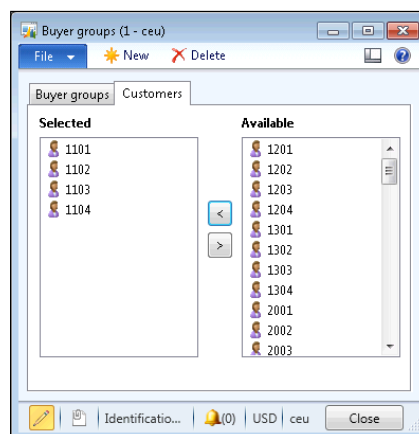 Buyer groups (1 - ceu)
File New Delete
Buyer groups Customers
Selected
1101
1102
1103
1104
<
>
Available
1201
1202
1203
1204
1301
1302
1303
1304
2001
2002
2003
Identificatio... (0) USD ceu Close